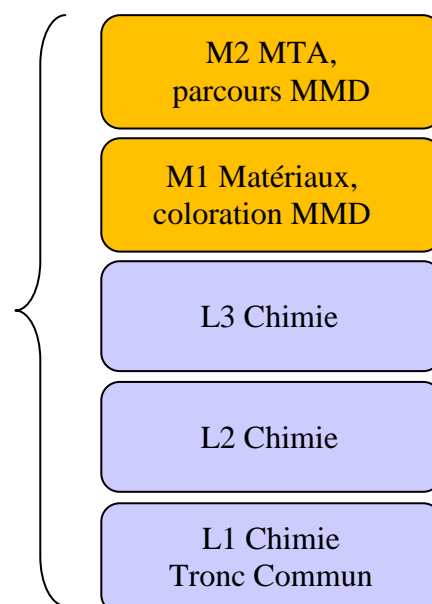 M2 MTA,
parcours MMD
M1 Matériaux,
coloration MMD
L3 Chimie
L2 Chimie
L1 Chimie
Tronc Commun